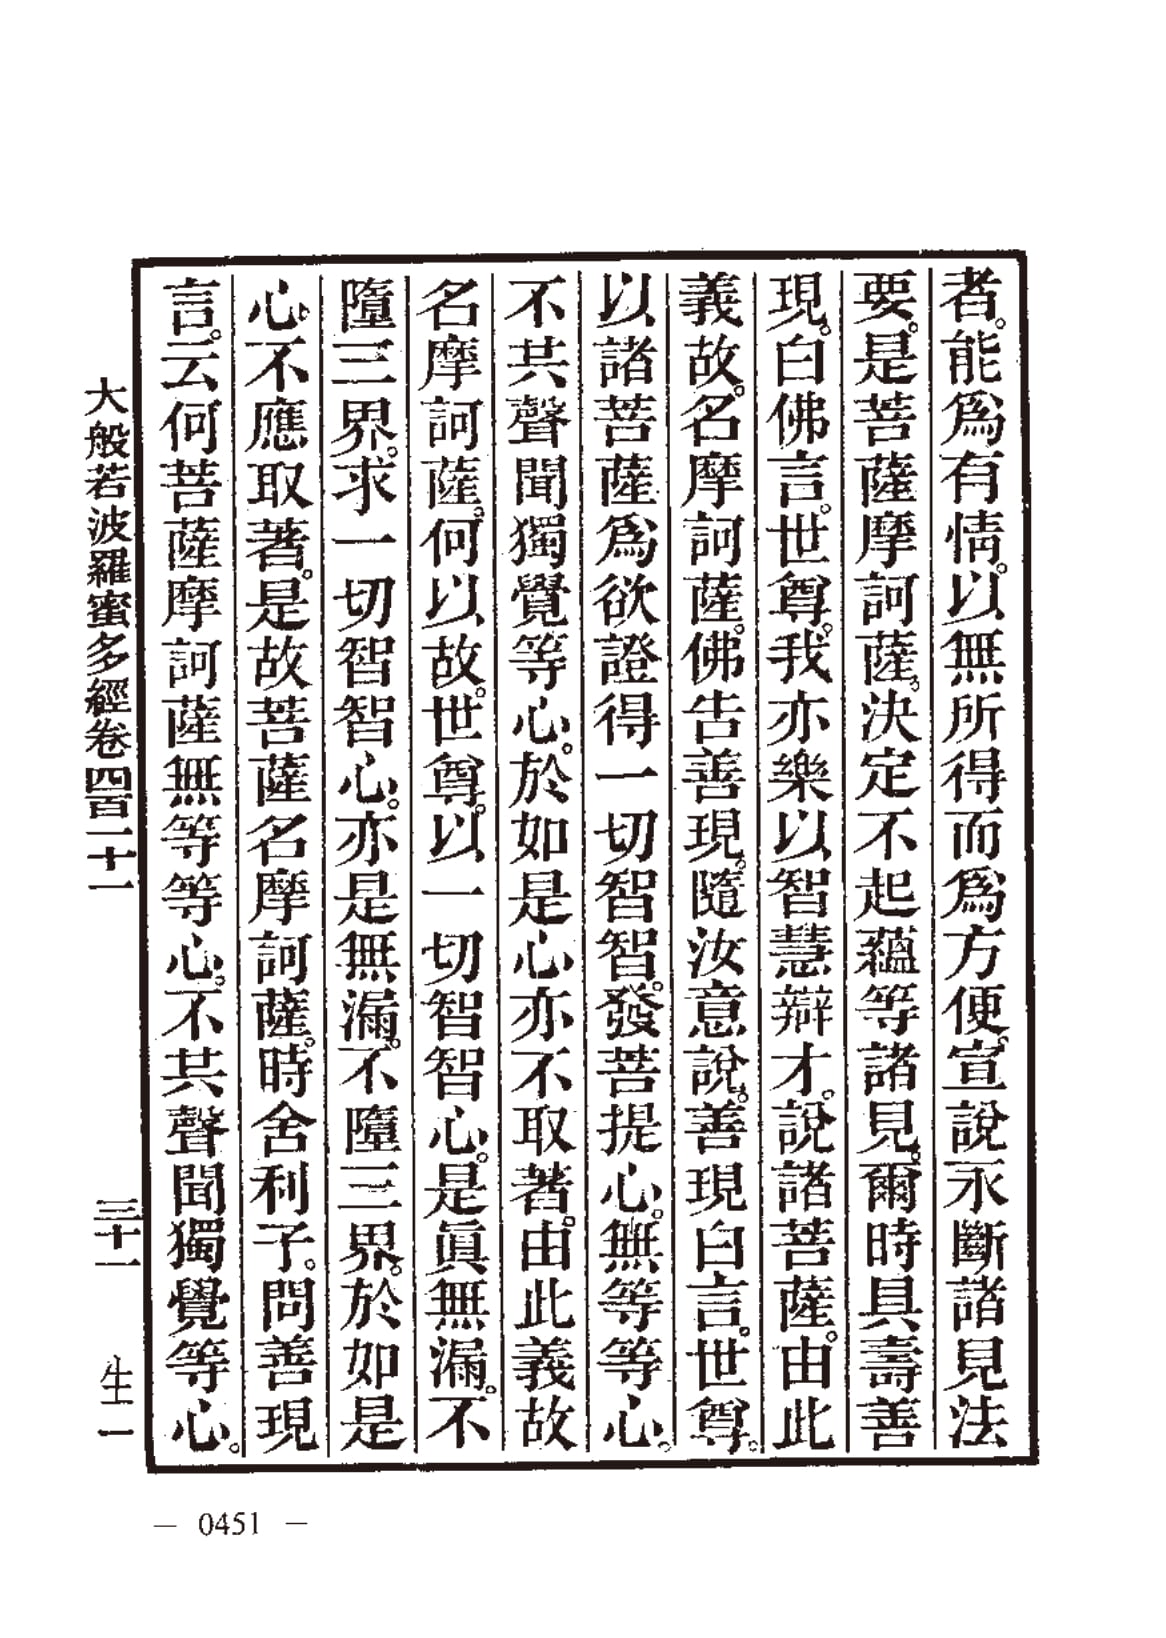 者。能爲有情。以無所得而爲方便。宣說永斷諸見法
要。是菩薩摩訶薩。決定不起蘊等諸見。爾時具壽善
現。白佛言。世尊。我亦樂以智慧辯才。說諸菩薩。由此
義故。名摩訶薩。佛告善現。隨汝意說。善現白言。世尊。
以諸菩薩爲欲證得一切智智。發菩提心。無等等心。
不共聲聞獨覺等心。於如是心亦不取著。由此義故
名摩訶薩。何以故。世尊。以一切智智心。是眞無漏。不
墮三界。求一切智智心。亦是無漏。不墮三界。於如是
心。不應取著。是故菩薩名摩訶薩。時舍利子。問善現
言。云何菩薩摩訶薩無等等心。不共聲聞獨覺等心。
大般若波羅蜜多經卷四百一十一　三十一　生一
— 0451 —